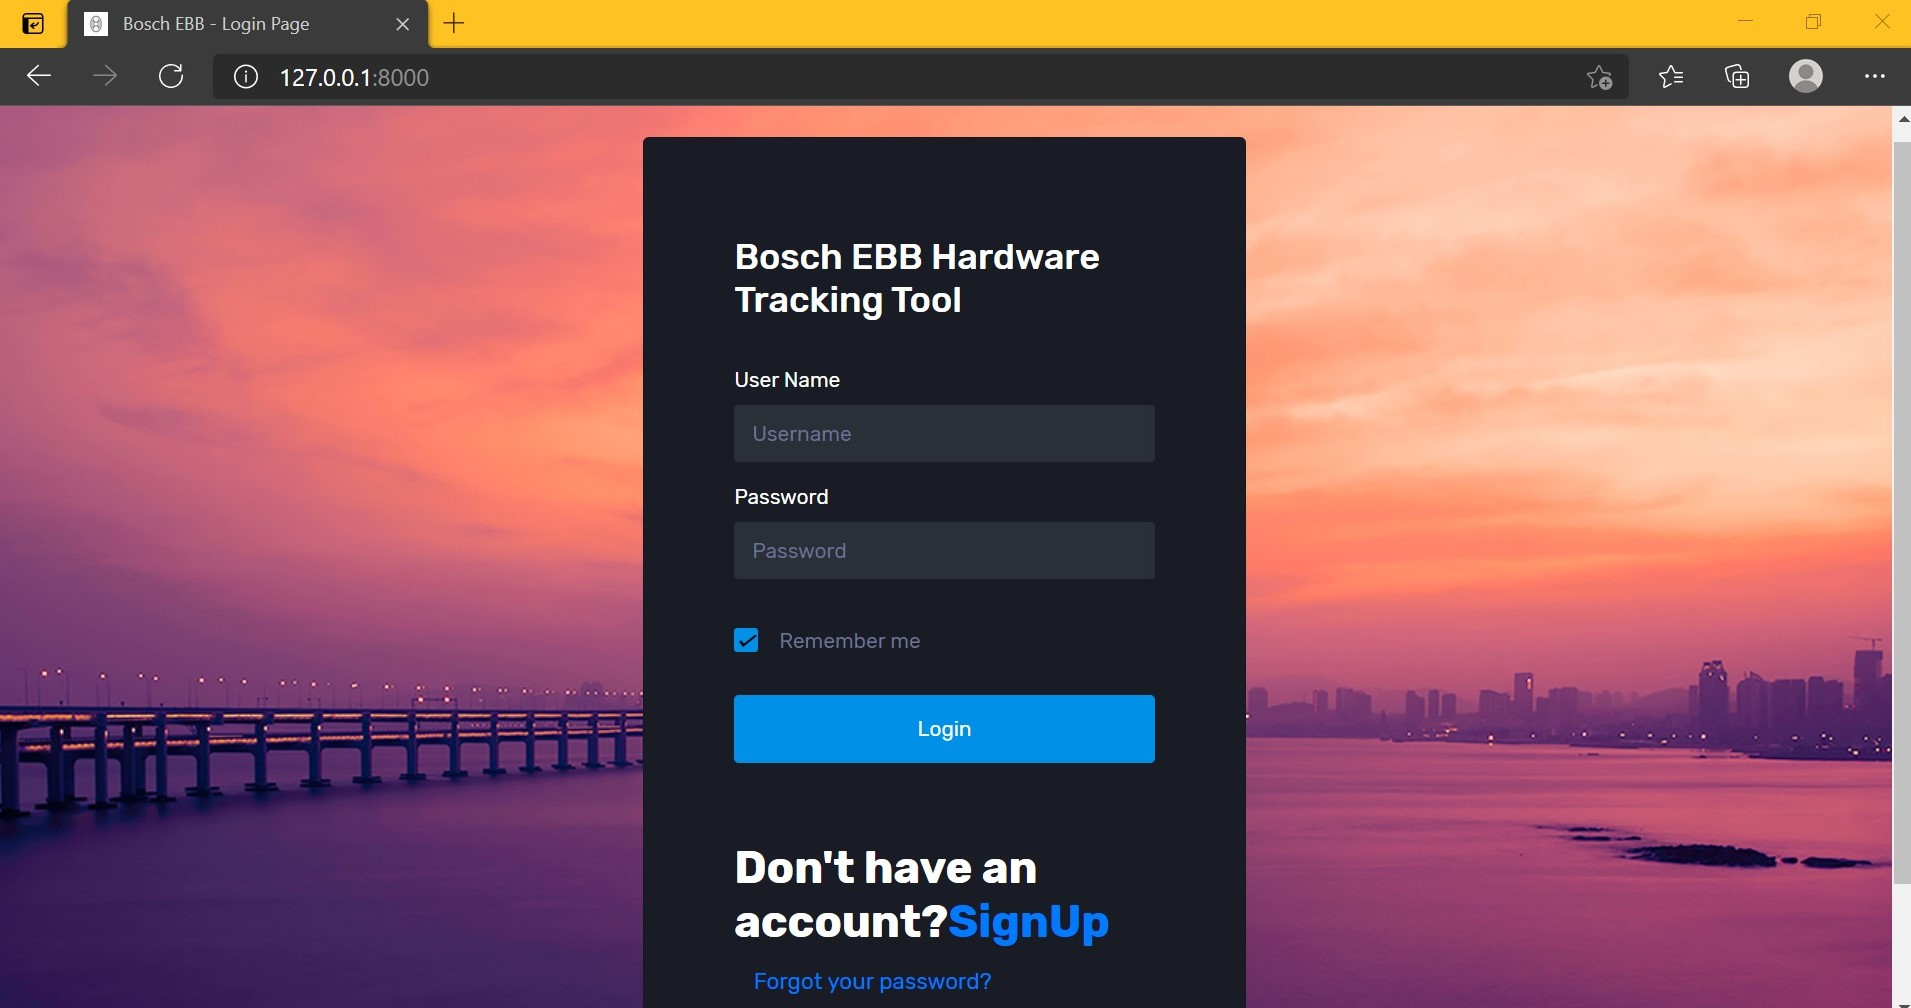 Bosch EBB - Login Page
127.0.0.1:8000
Bosch EBB Hardware
Tracking Tool
User Name
Username
Password
Password
Remember me
Login
Don't have an
account?SignUp
Forgot your password?